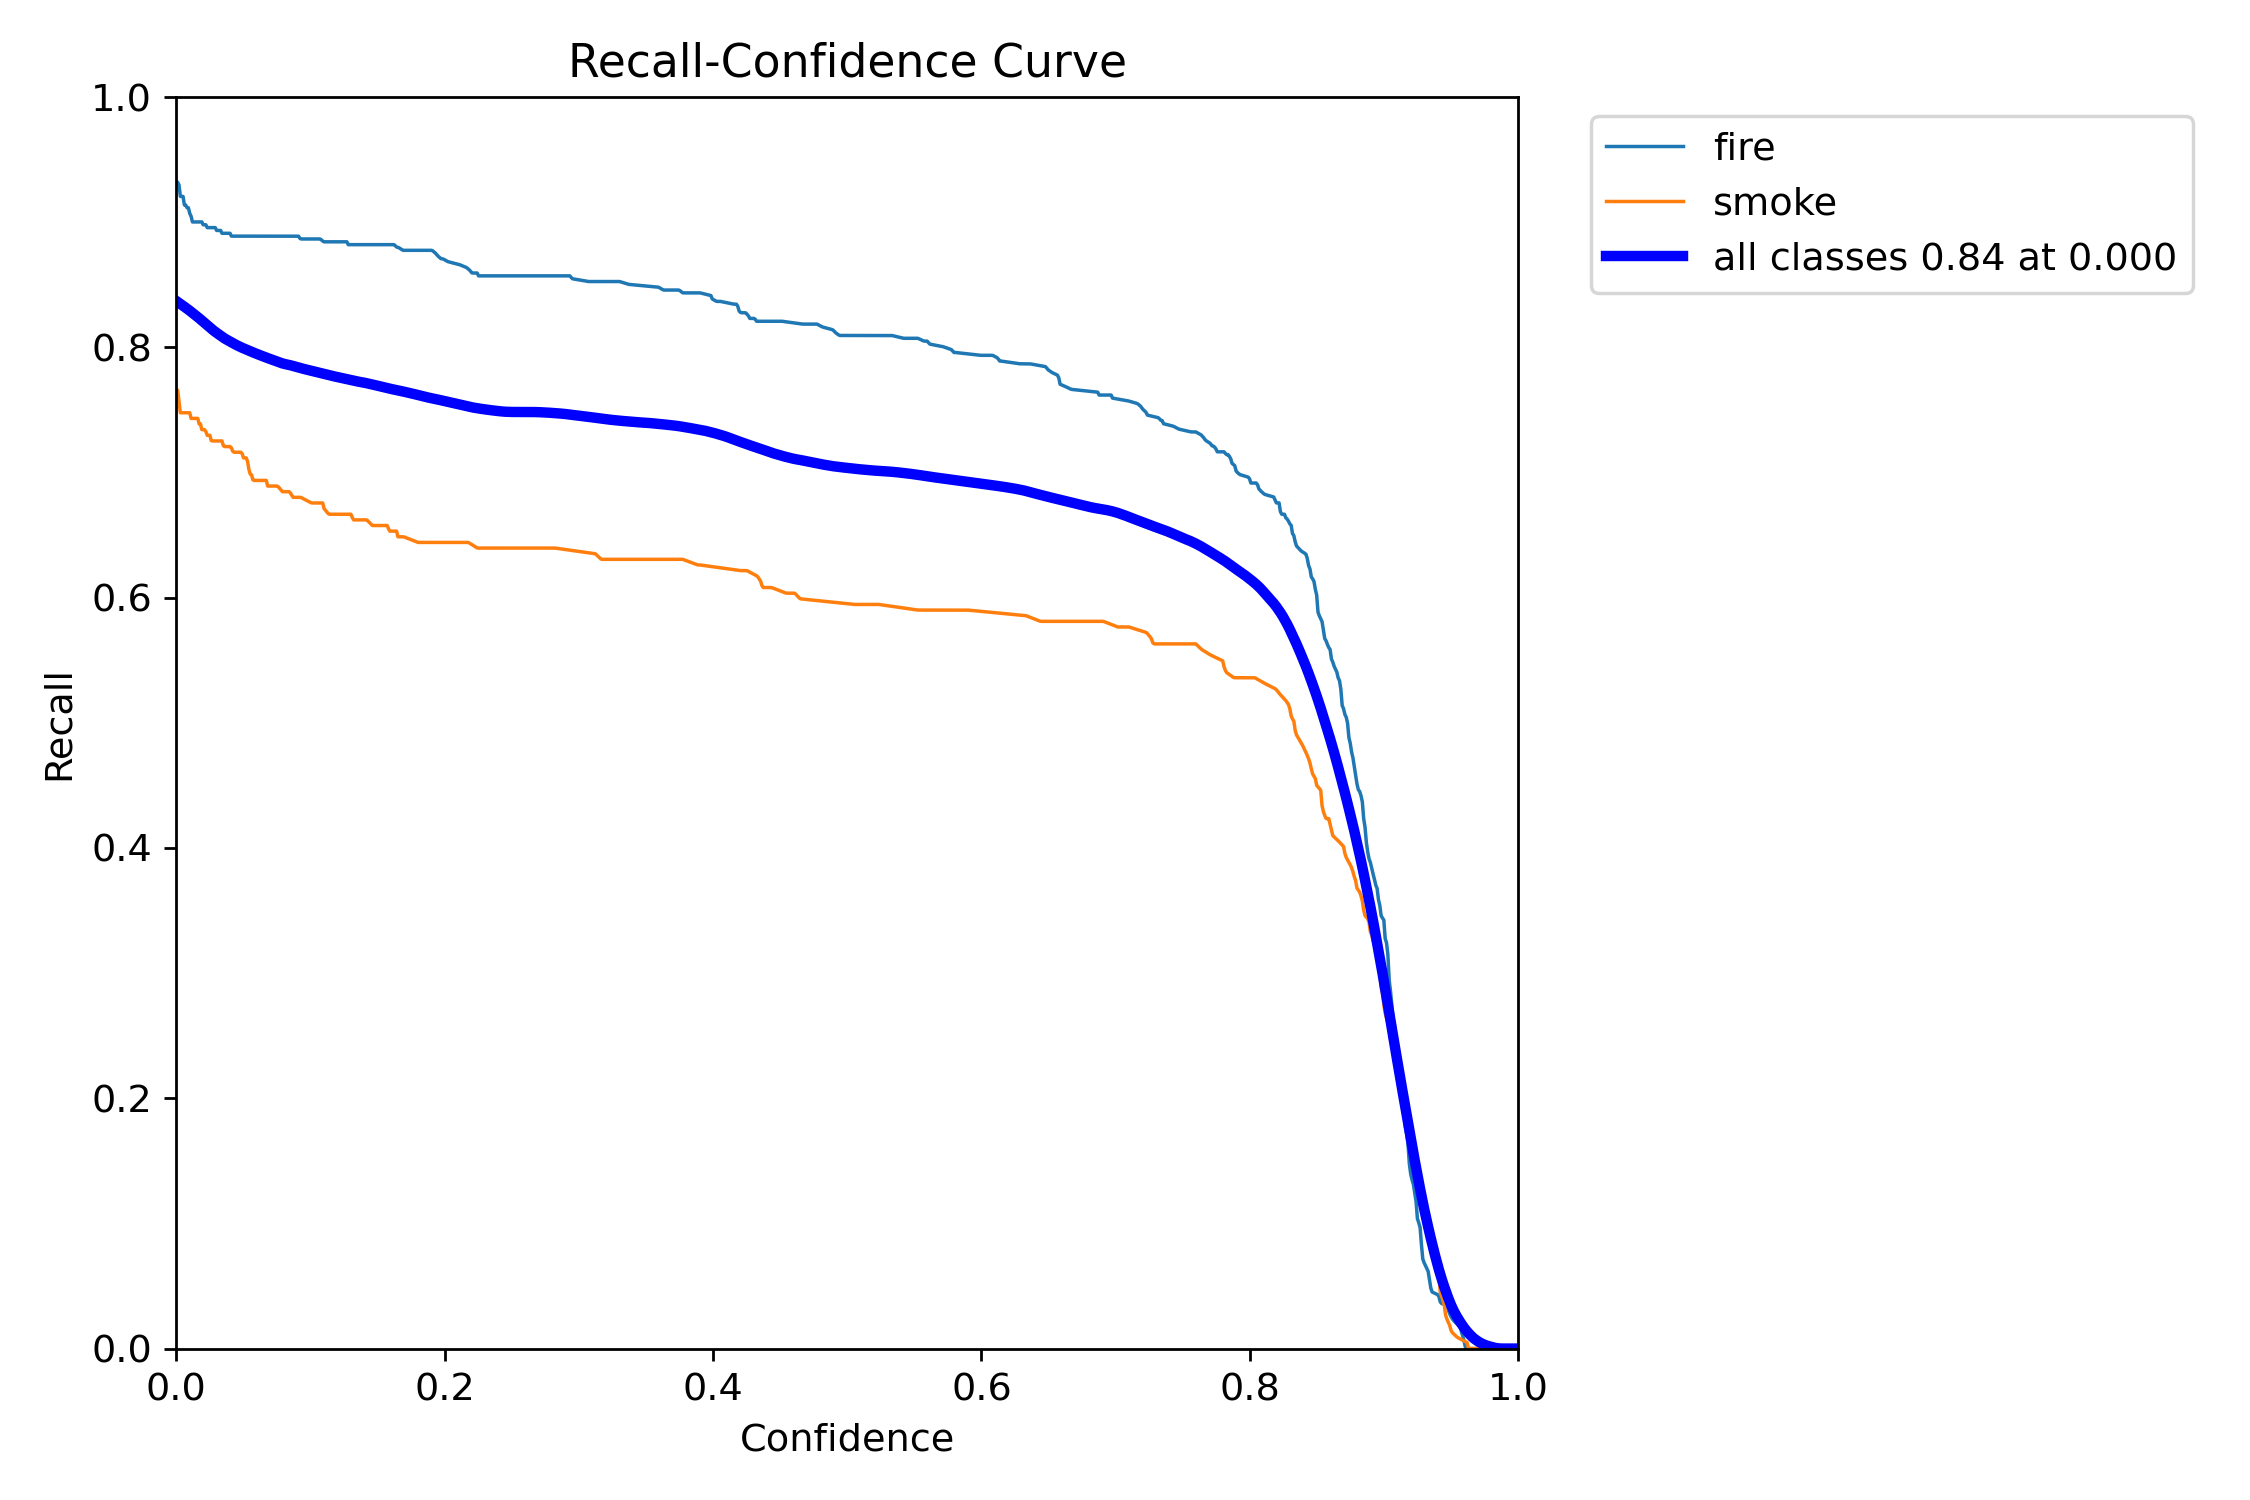 Recall-Confidence Curve
1.0
0.8
0.6
0.4
0.2
0.0
Recall
0.0 0.2 0.4 0.6 0.8 1.0
Confidence
fire
smoke
all classes 0.84 at 0.000